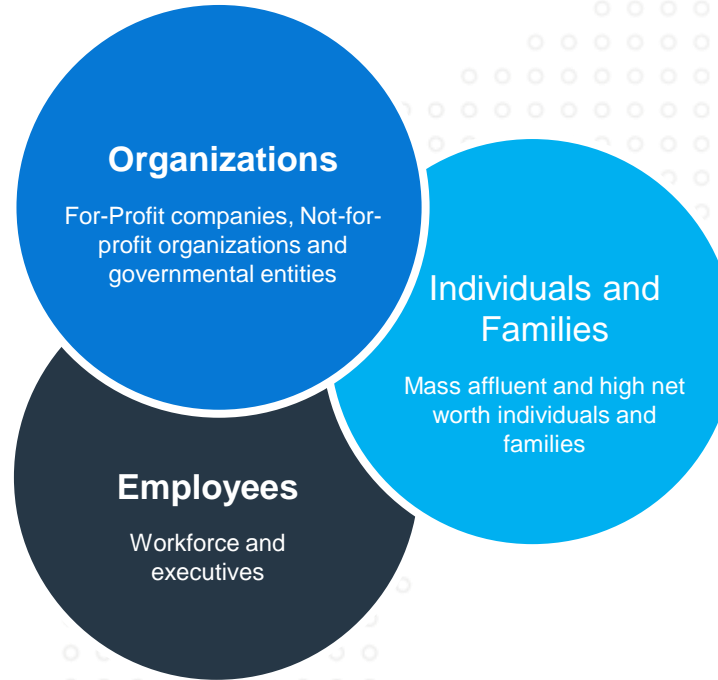 Organizations
For-Profit companies, Not-for-
profit organizations and
governmental entities
Individuals and
Families
Mass affluent and high net
worth individuals and
families
Employees
Workforce and
executives